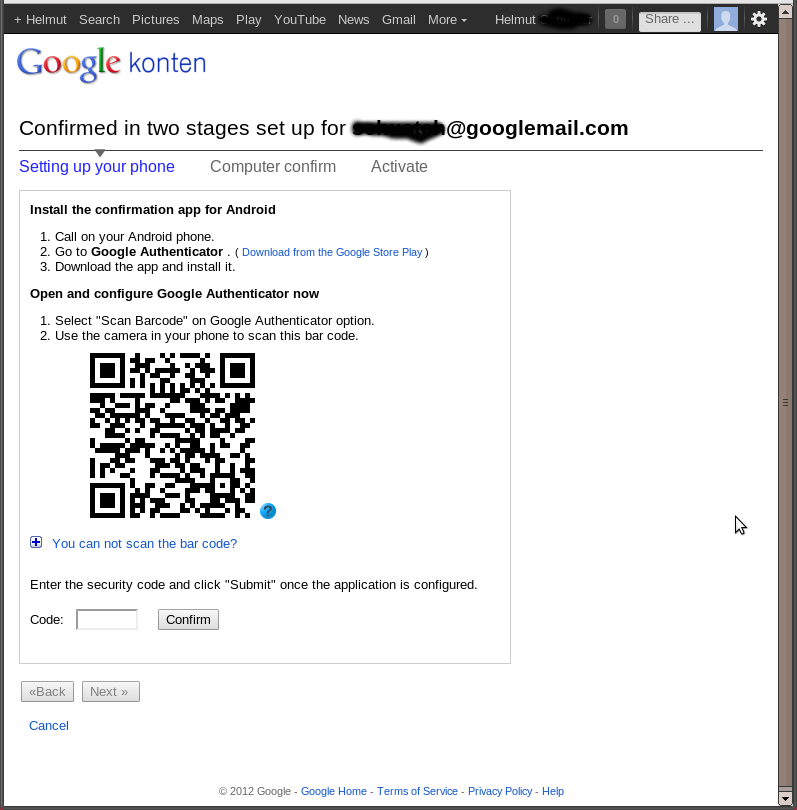 + Helmut Search Pictures Maps Play YouTube News Gmail More Helmut 0 Share ...
Google konten
Confirmed in two stages set up for @googlemail.com
Setting up your phone Computer confirm Activate
Install the confirmation app for Android
1. Call on your Android phone.
2. Go to Google Authenticator . ( Download from the Google Store Play )
3. Download the app and install it.
Open and configure Google Authenticator now
1. Select "Scan Barcode" on Google Authenticator option.
2. Use the camera in your phone to scan this bar code.
?
You can not scan the bar code?
Enter the security code and click "Submit" once the application is configured.
Code: Confirm
«Back Next »
Cancel
© 2012 Google - Google Home - Terms of Service - Privacy Policy - Help